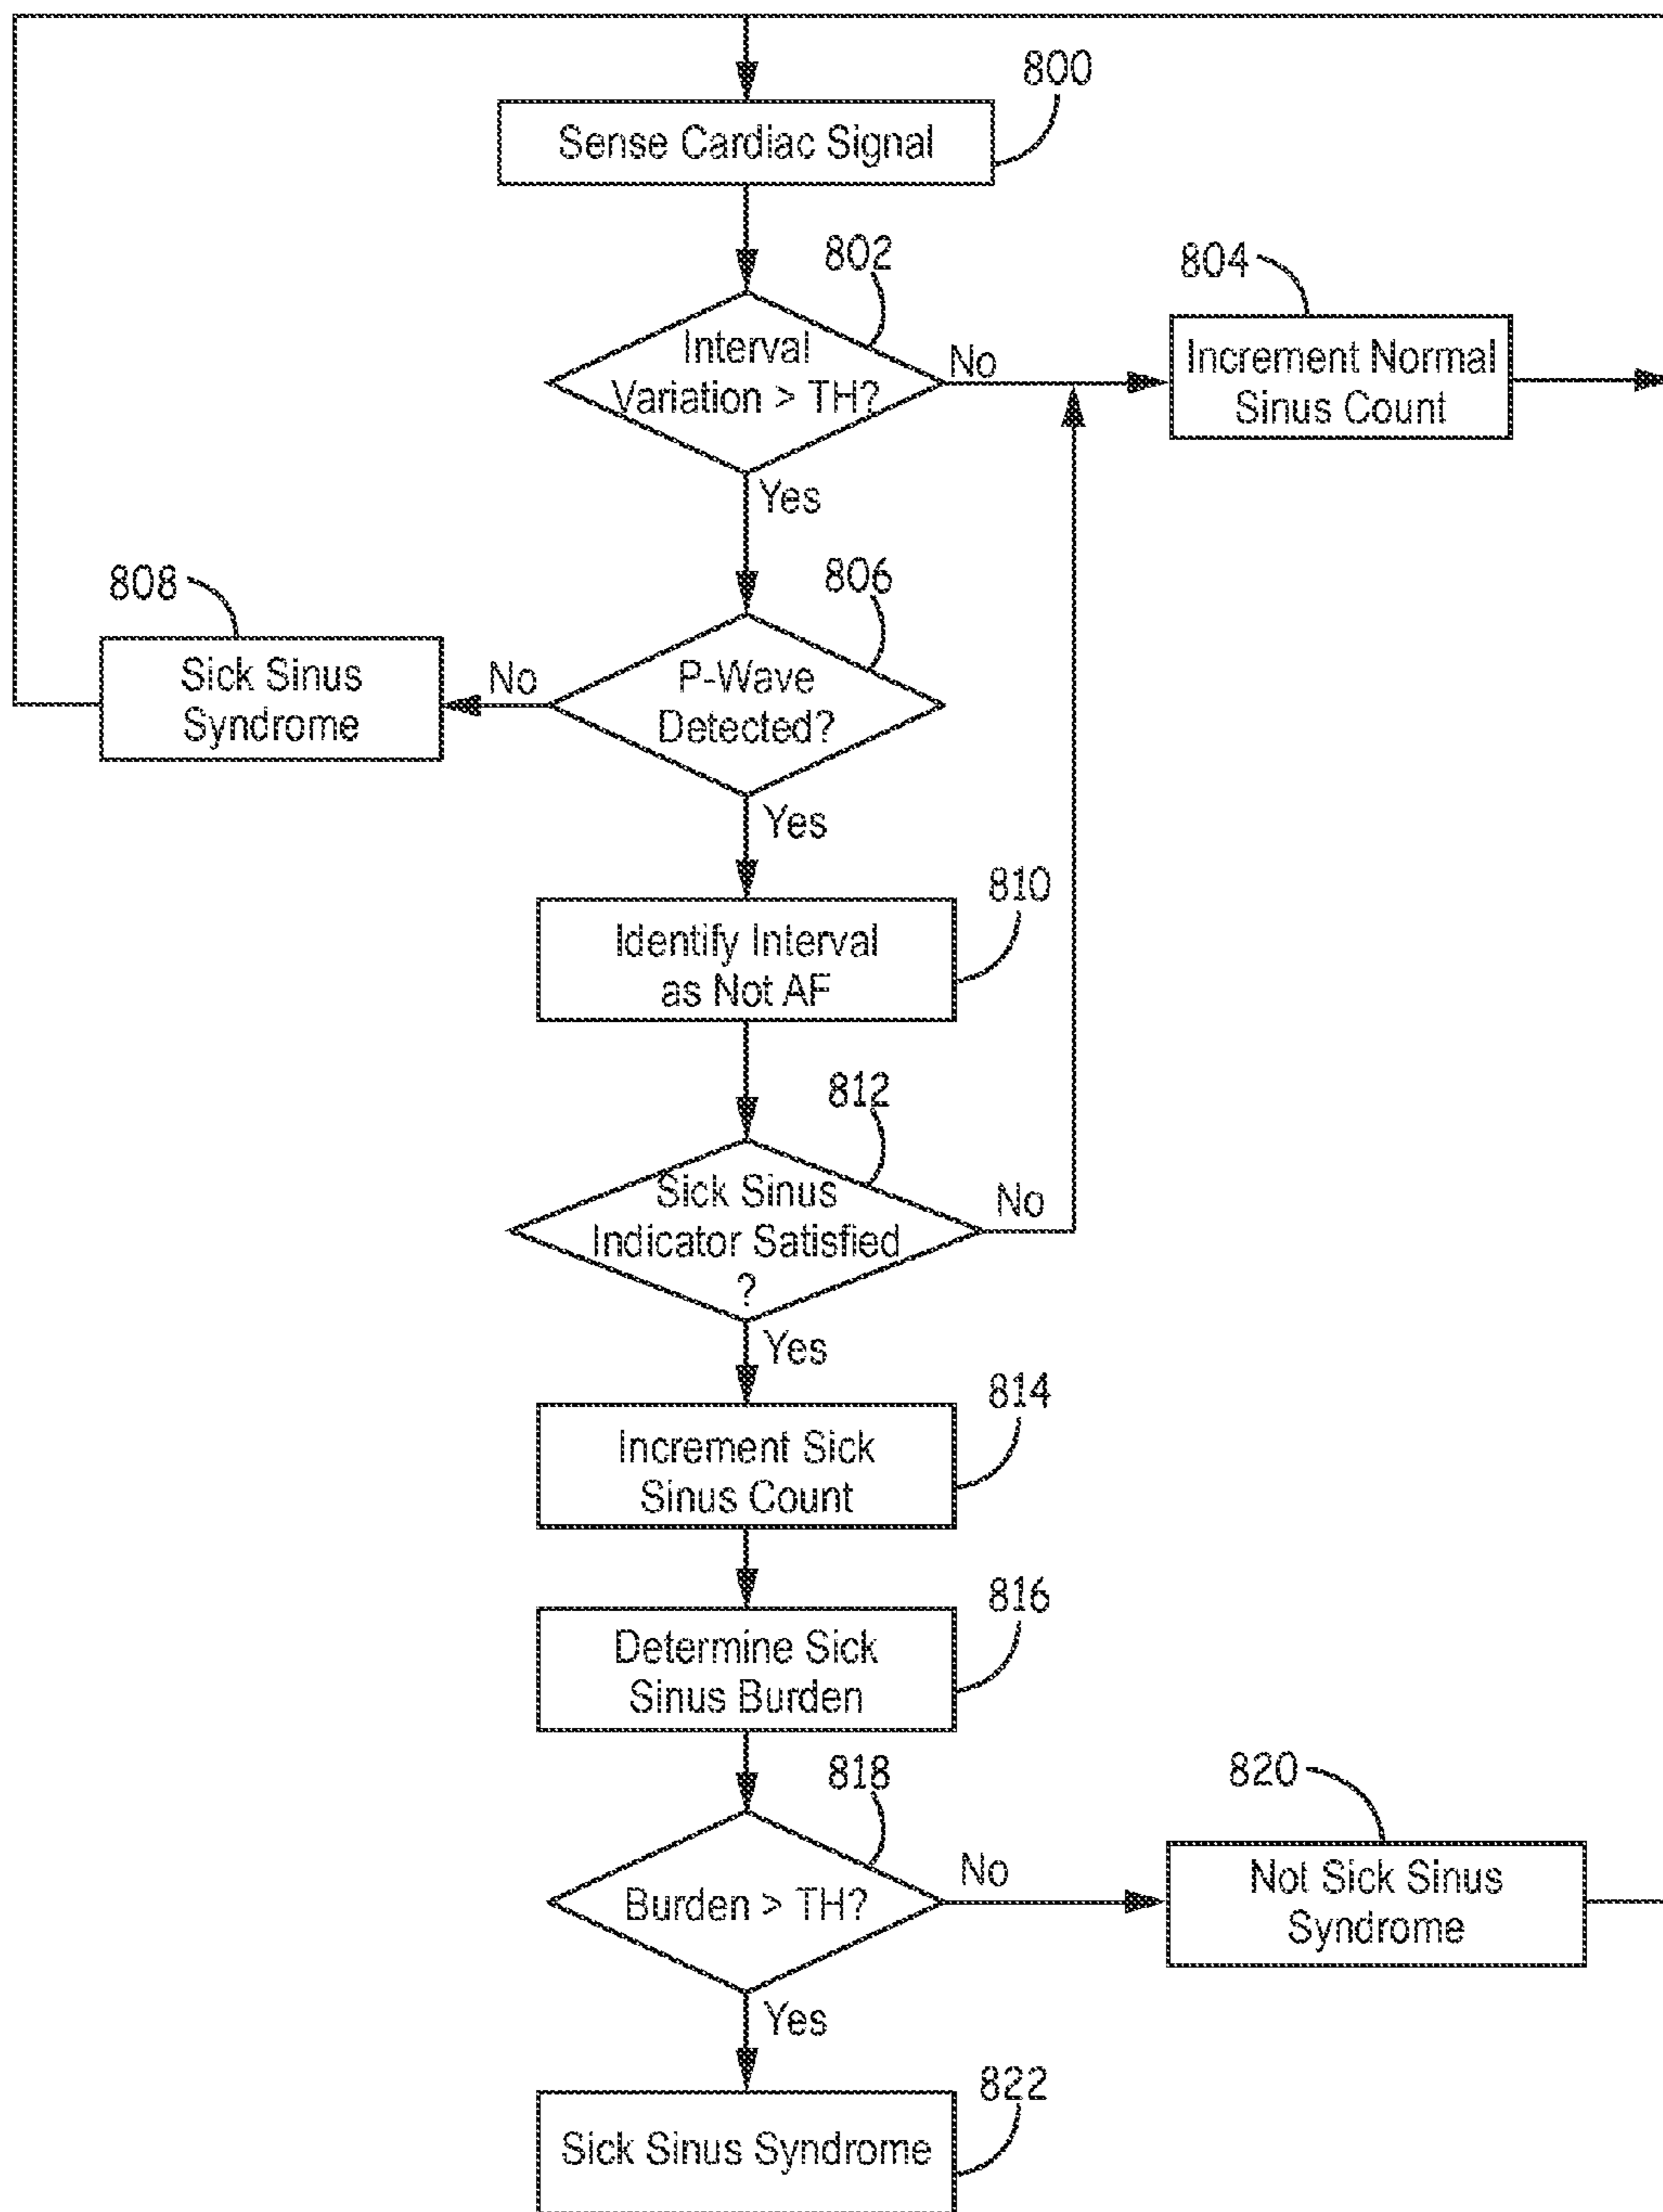 800
Sense Cardiac Signal
802
804
Interval
Variation > TH?
No
Increment Normal
Sinus Count
Yes
808
806
Sick Sinus
Syndrome
No
P-Wave
Detected?
Yes
810
Identify Interval
as Not AF
812
Sick Sinus
Indicator Satisfied
?
No
Yes
814
Increment Sick
Sinus Count
816
Determine Sick
Sinus Burden
818
820
Burden > TH?
No
Not Sick Sinus
Syndrome
Yes
822
Sick Sinus Syndrome